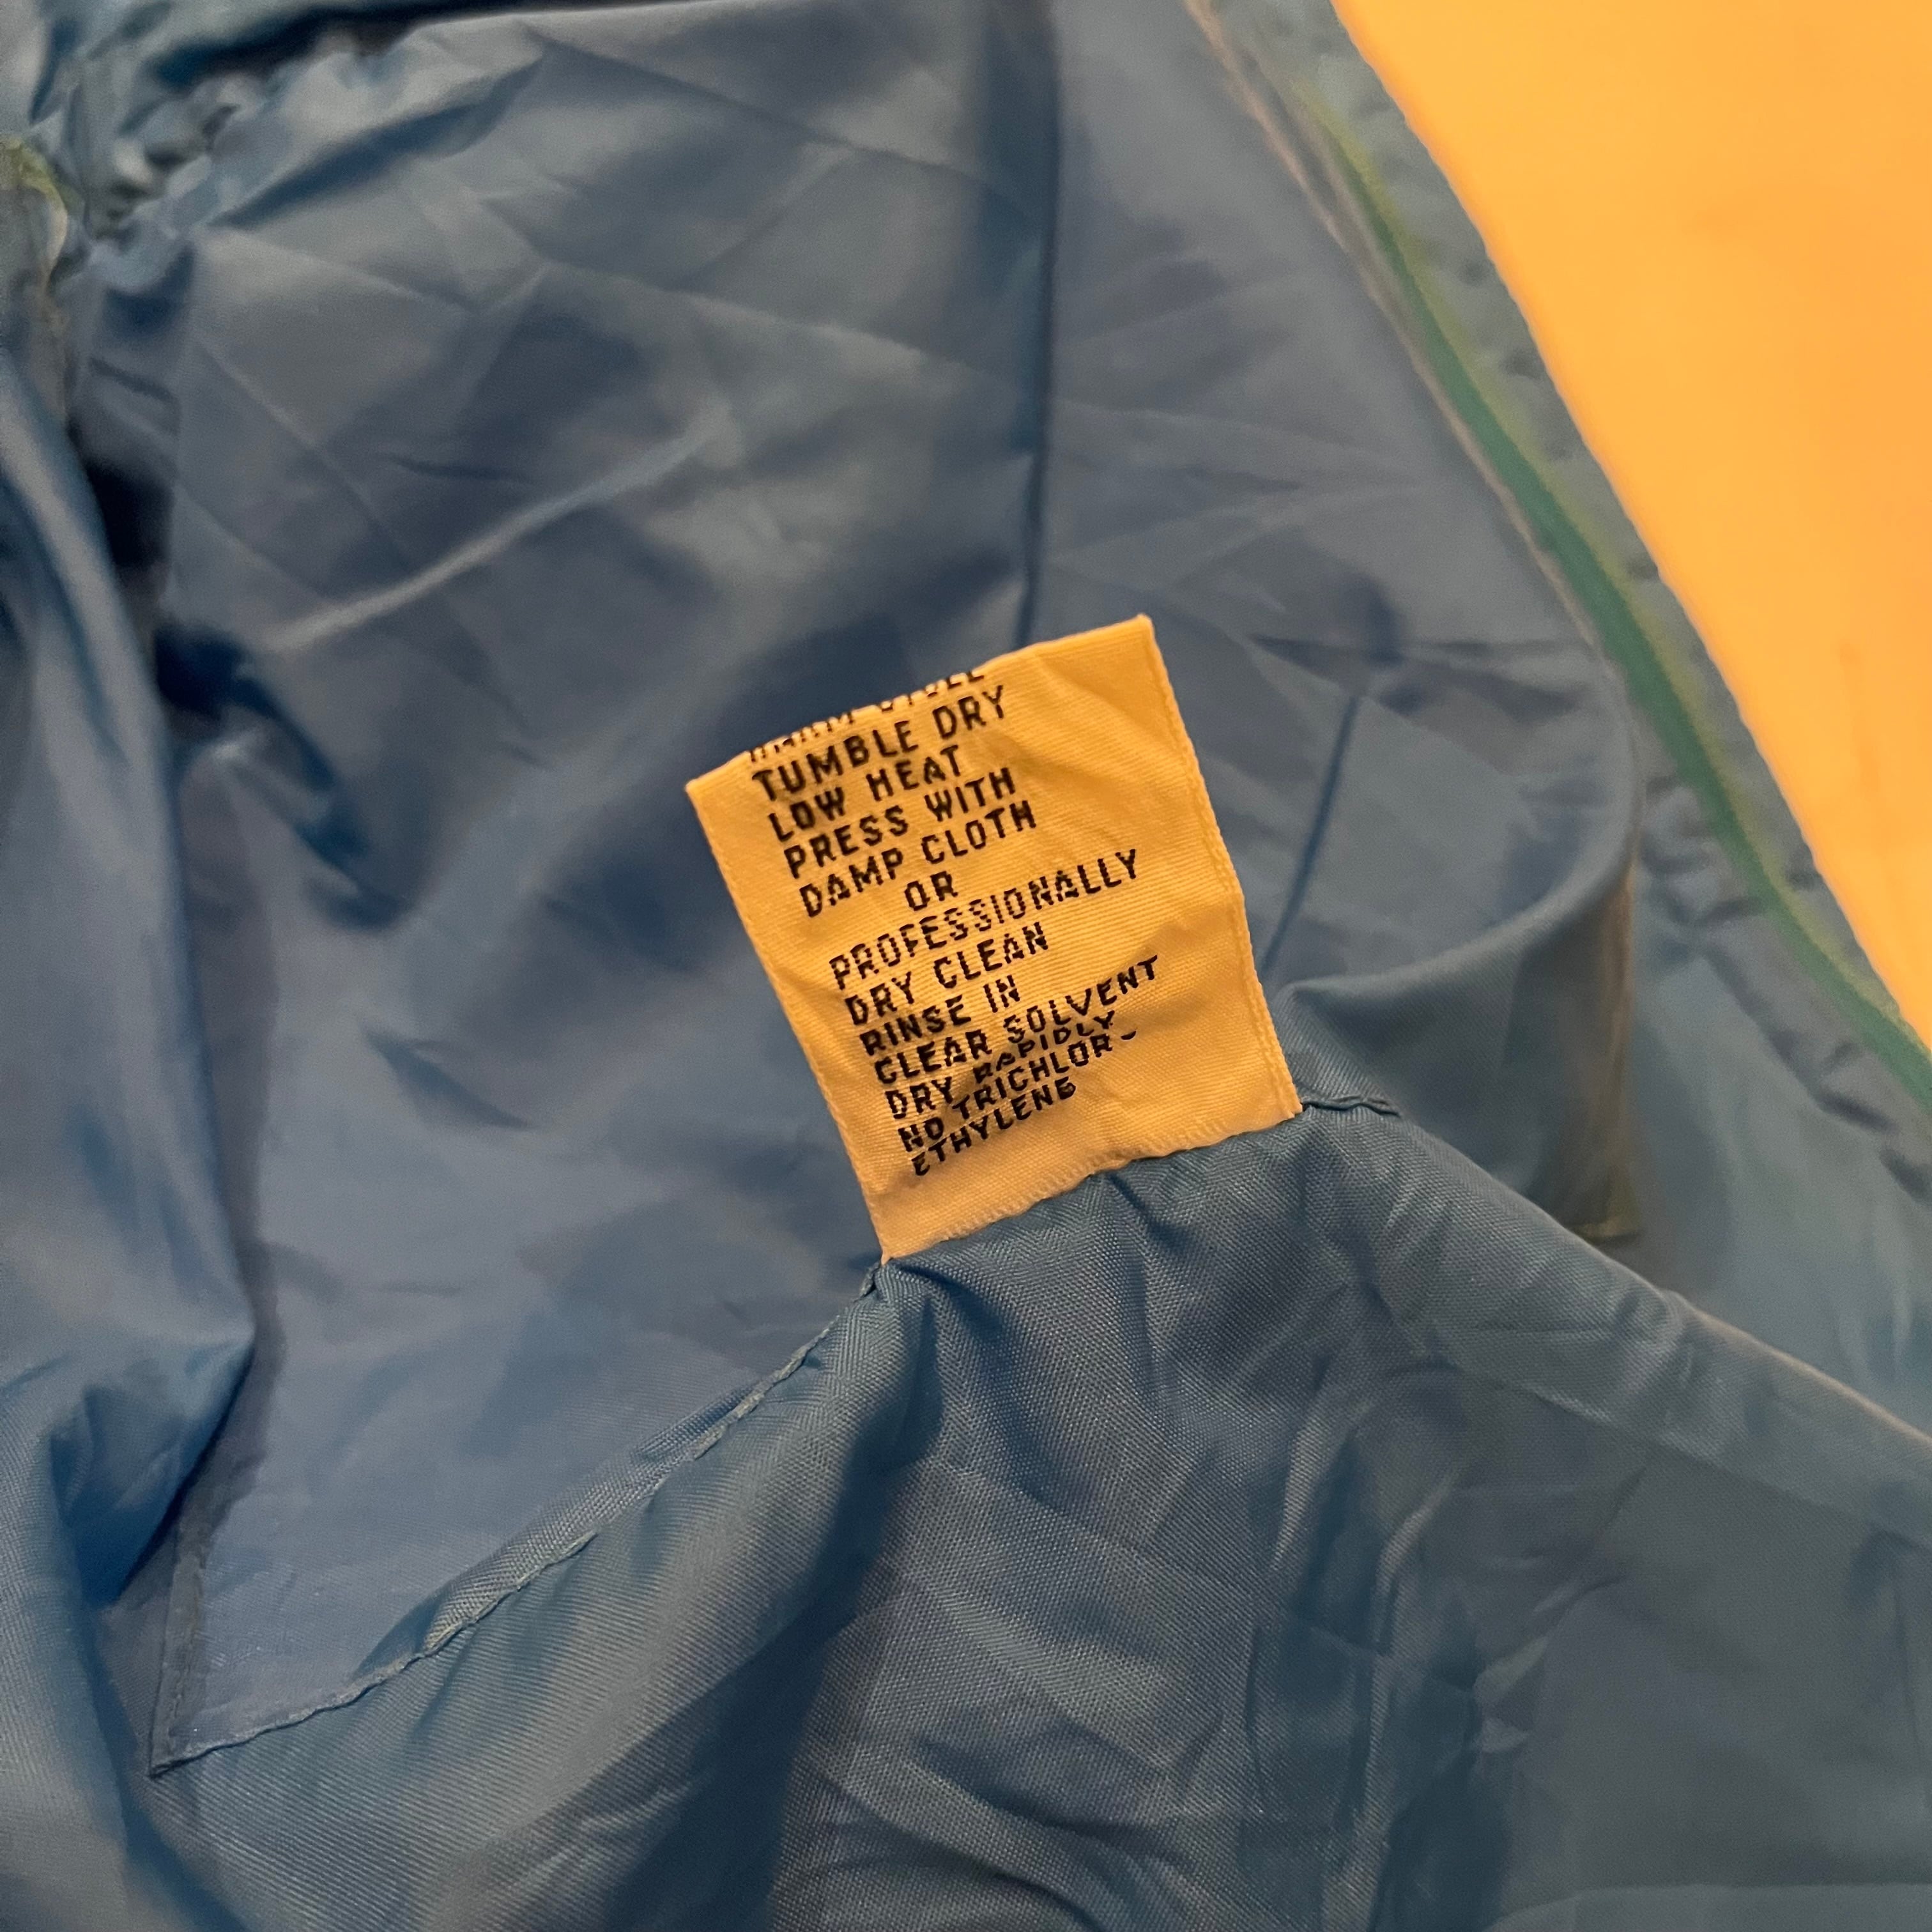 TUMBLE DRY
LOW HEAT
PRESS WITH
DAMP CLOTH
OR
PROFESSIONALLY
DRY CLEAN
RINSE IN
CLEAR SOLVENT
DRY RAPIDLY
NO TRICHLOR-
ETHYLENE